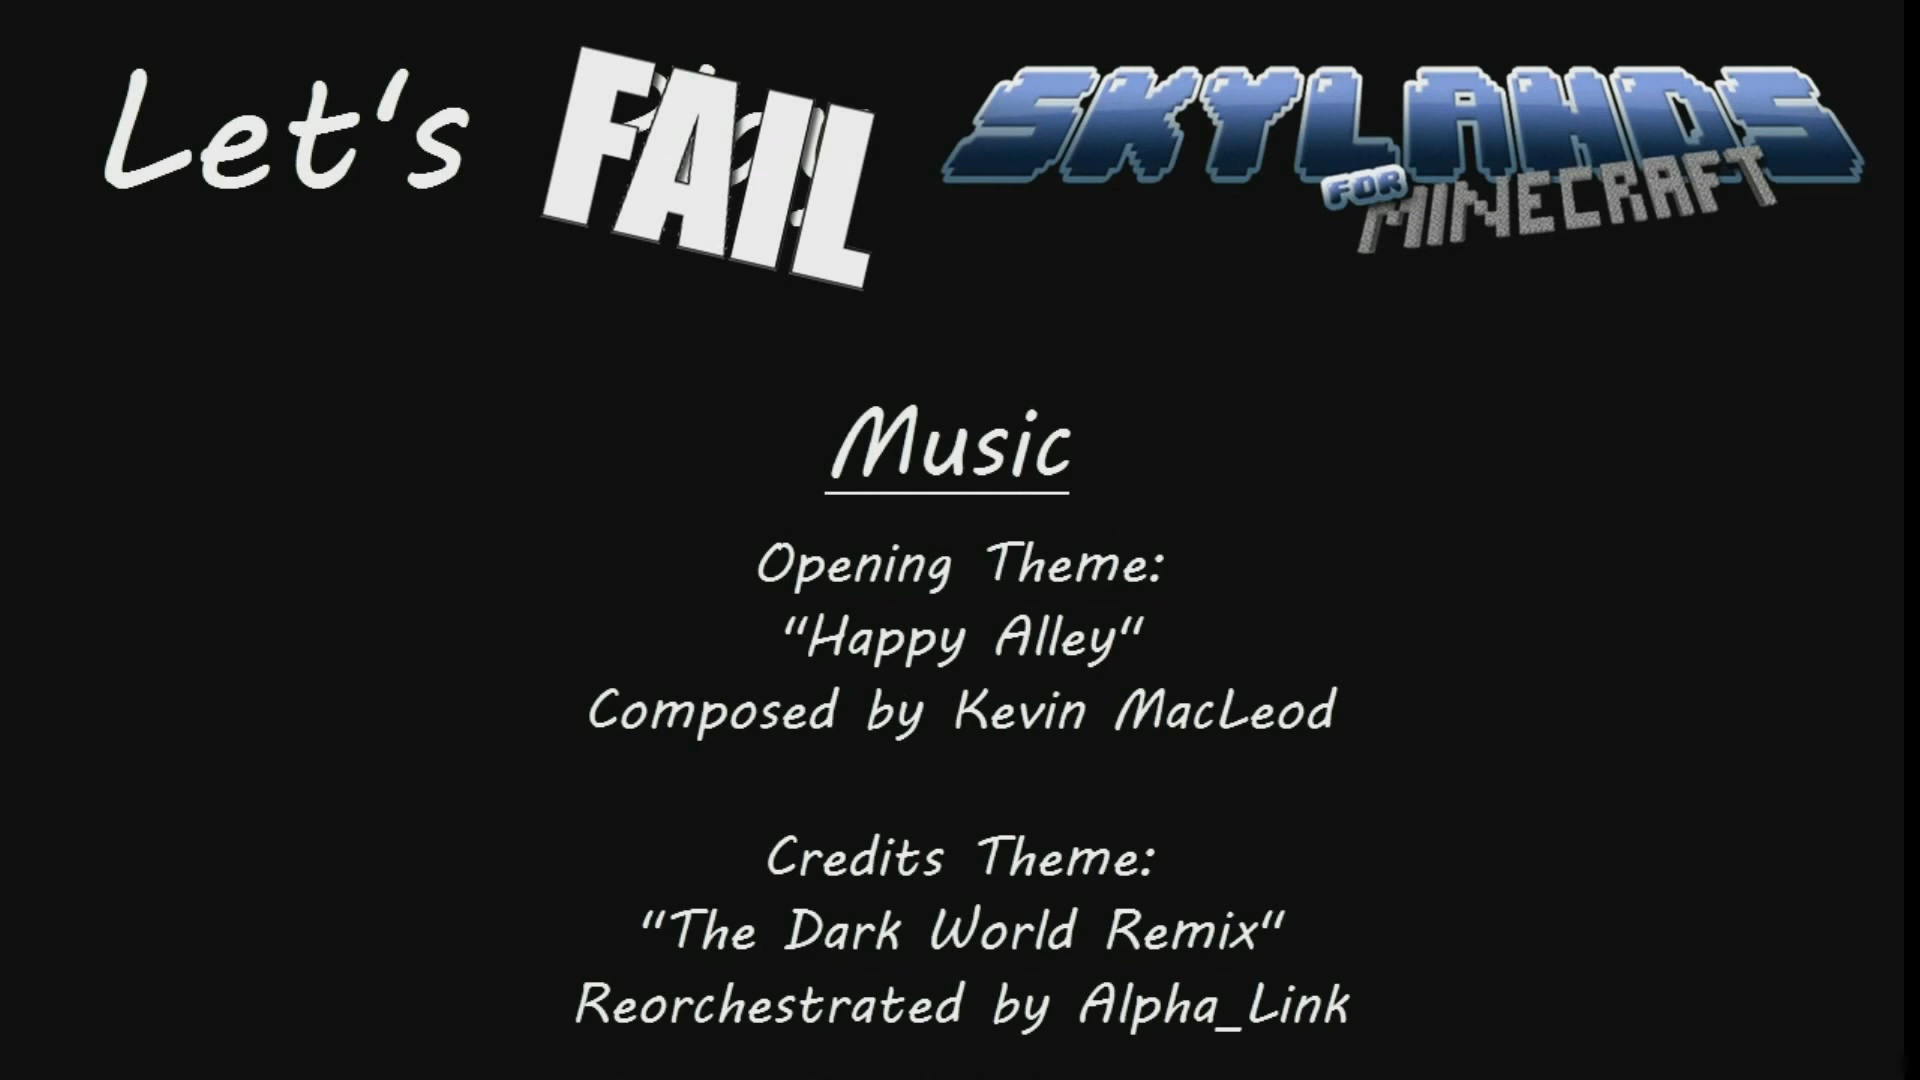 Let's FAIL SKYLANDS
FOR MINECRAFT
Music
Opening Theme:
"Happy Alley"
Composed by Kevin MacLeod
Credits Theme:
"The Dark World Remix"
Reorchestrated by Alpha_Link